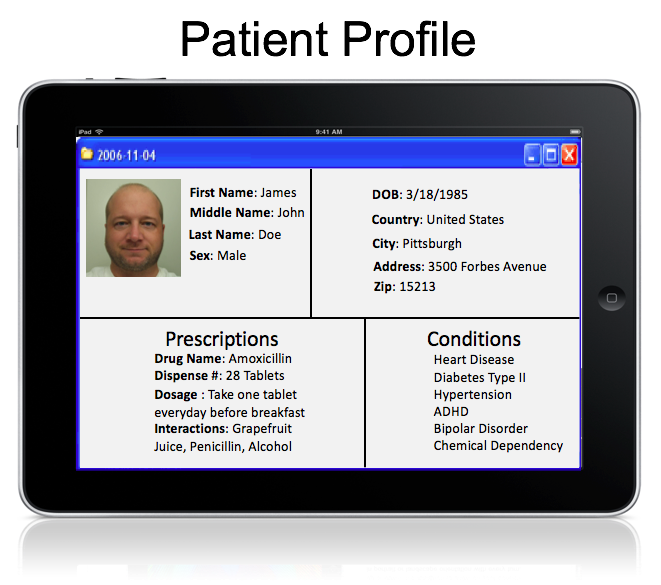 Patient Profile
iPad 9:41 AM
2006-11-04
First Name: James
Middle Name: John
Last Name: Doe
Sex: Male
DOB: 3/18/1985
Country: United States
City: Pittsburgh
Address: 3500 Forbes Avenue
Zip: 15213
Prescriptions
Drug Name: Amoxicillin
Dispense #: 28 Tablets
Dosage : Take one tablet
everyday before breakfast
Interactions: Grapefruit
Juice, Penicillin, Alcohol
Conditions
Heart Disease
Diabetes Type II
Hypertension
ADHD
Bipolar Disorder
Chemical Dependency